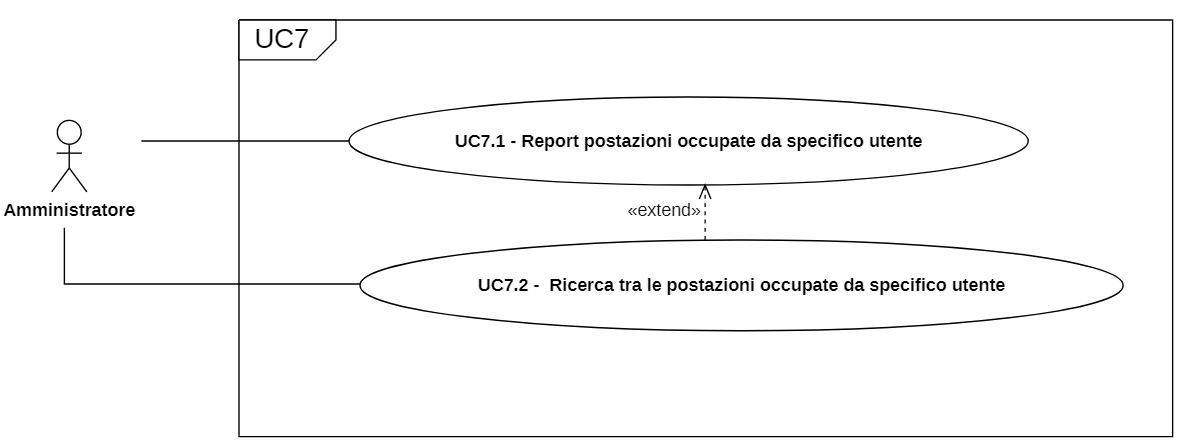 UC7
UC7.1 - Report postazioni occupate da specifico utente
Amministratore
«extend»
UC7.2 -  Ricerca tra le postazioni occupate da specifico utente